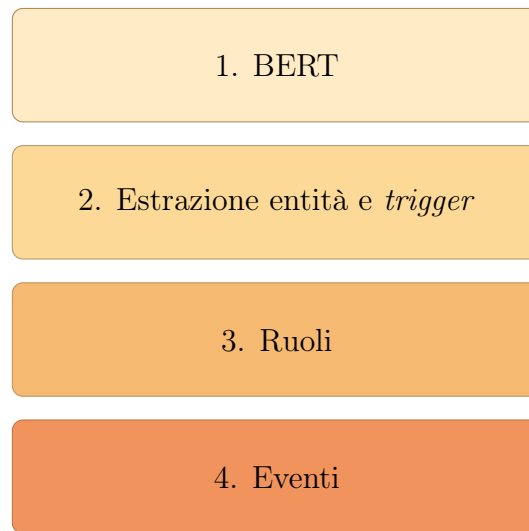 1. BERT
2. Estrazione entità e trigger
3. Ruoli
4. Eventi